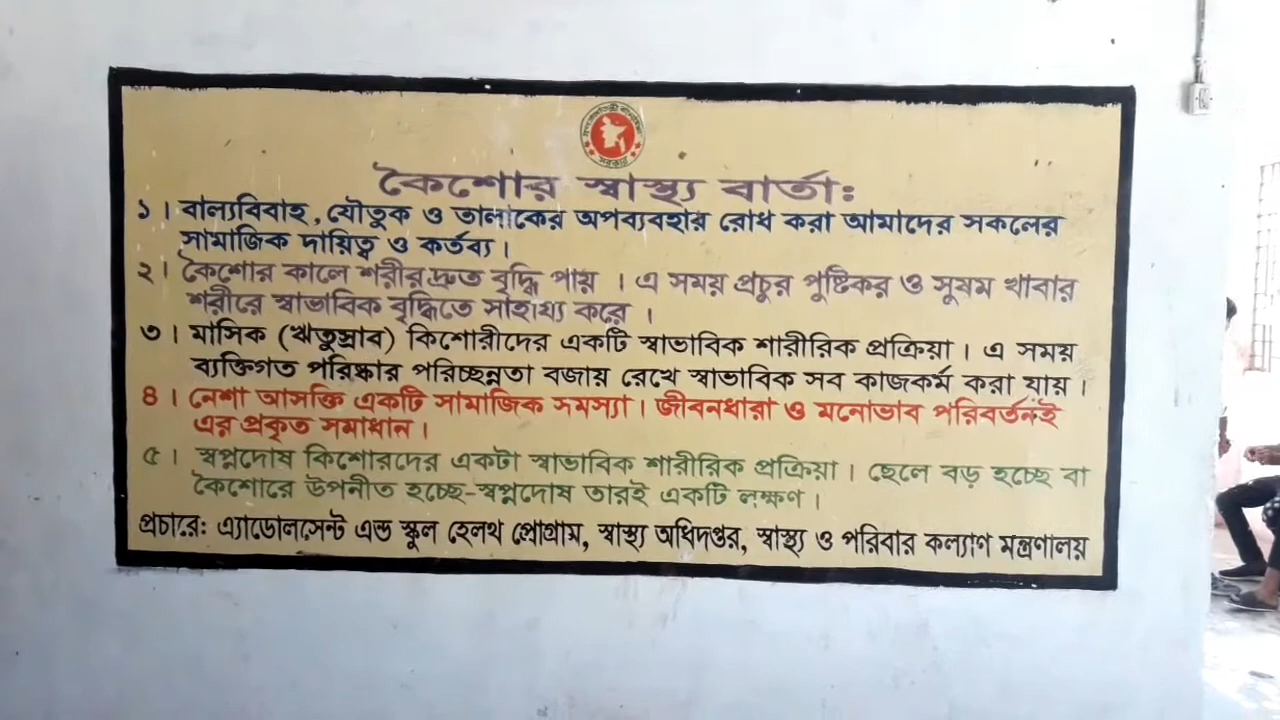 কৈশোর স্বাস্থ্য বার্তাঃ
১। বাল্যবিবাহ, যৌতুক ও তালাকের অপব্যবহার রোধ করা আমাদের সকলের
সামাজিক দায়িত্ব ও কর্তব্য।
২। কৈশোর কালে শরীর দ্রুত বৃদ্ধি পায় । এ সময় প্রচুর পুষ্টিকর ও সুষম খাবার
শরীরে স্বাভাবিক বৃদ্ধিতে সাহায্য করে ।
৩। মাসিক (ঋতুস্রাব) কিশোরীদের একটি স্বাভাবিক শারীরিক প্রক্রিয়া। এ সময়
ব্যক্তিগত পরিষ্কার পরিচ্ছন্নতা বজায় রেখে স্বাভাবিক সব কাজকর্ম করা যায়।
৪। নেশা আসক্তি একটি সামাজিক সমস্যা। জীবনধারা ও মনোভাব পরিবর্তনই
এর প্রকৃত সমাধান।
৫। স্বপ্নদোষ কিশোরদের একটা স্বাভাবিক শারীরিক প্রক্রিয়া। ছেলে বড় হচ্ছে বা
কৈশোরে উপনীত হচ্ছে-স্বপ্নদোষ তারই একটি লক্ষণ।
প্রচারেঃ এ্যাডোলসেন্ট এন্ড স্কুল হেলথ প্রোগ্রাম, স্বাস্থ্য অধিদপ্তর, স্বাস্থ্য ও পরিবার কল্যাণ মন্ত্রণালয়